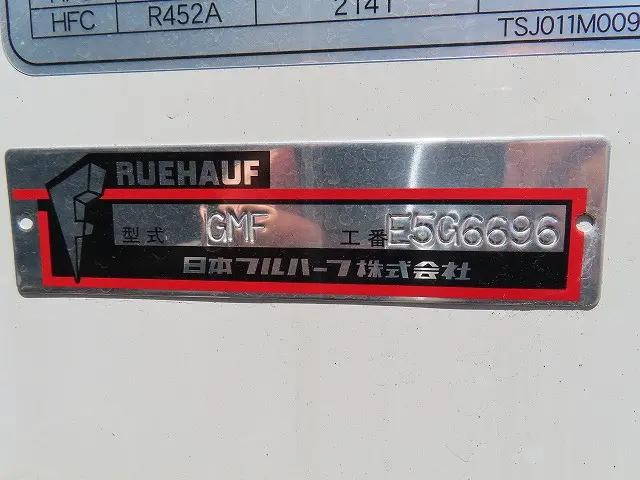 HFC R452A 2141 TSJ011M009
RUEHAUF
型式 GMF 工番 E5G6696
日本フルハーフ株式会社